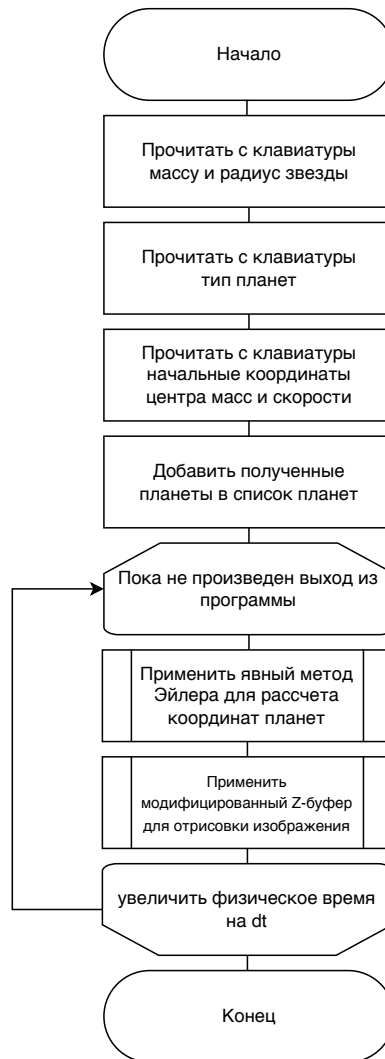 Начало
Прочитать с клавиатуры
массу и радиус звезды
Прочитать с клавиатуры
тип планет
Прочитать с клавиатуры
начальные координаты
центра масс и скорости
Добавить полученные
планеты в список планет
Пока не произведен выход из
программы
Применить явный метод
Эйлера для рассчета
координат планет
Применить
модифицированный Z-буфер
для отрисовки изображения
увеличить физическое время
на dt
Конец